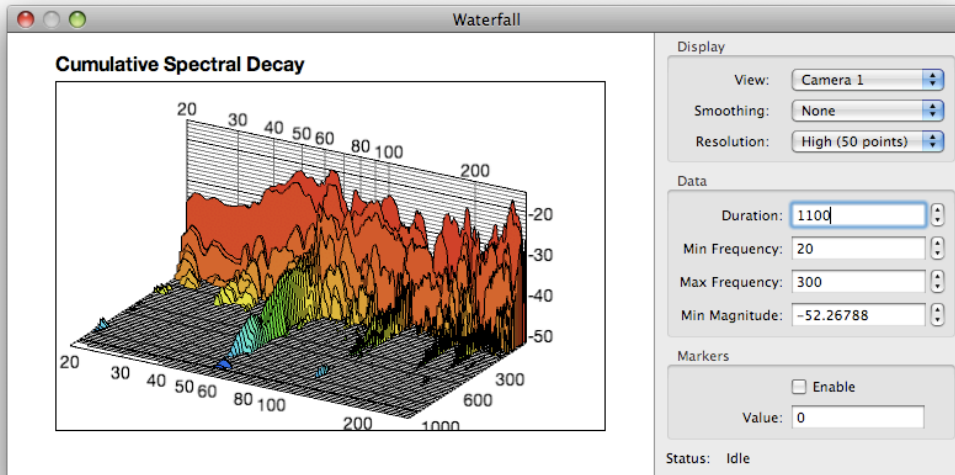 Waterfall
Cumulative Spectral Decay
20 30 40 50 60 80 100 200
-20
-30
-40
-50
20 30 40 50 60 80 100 200
300
600
1000
Display
View: Camera 1
Smoothing: None
Resolution: High (50 points)
Data
Duration: 1100
Min Frequency: 20
Max Frequency: 300
Min Magnitude: -52.26788
Markers
Enable
Value: 0
Status: Idle